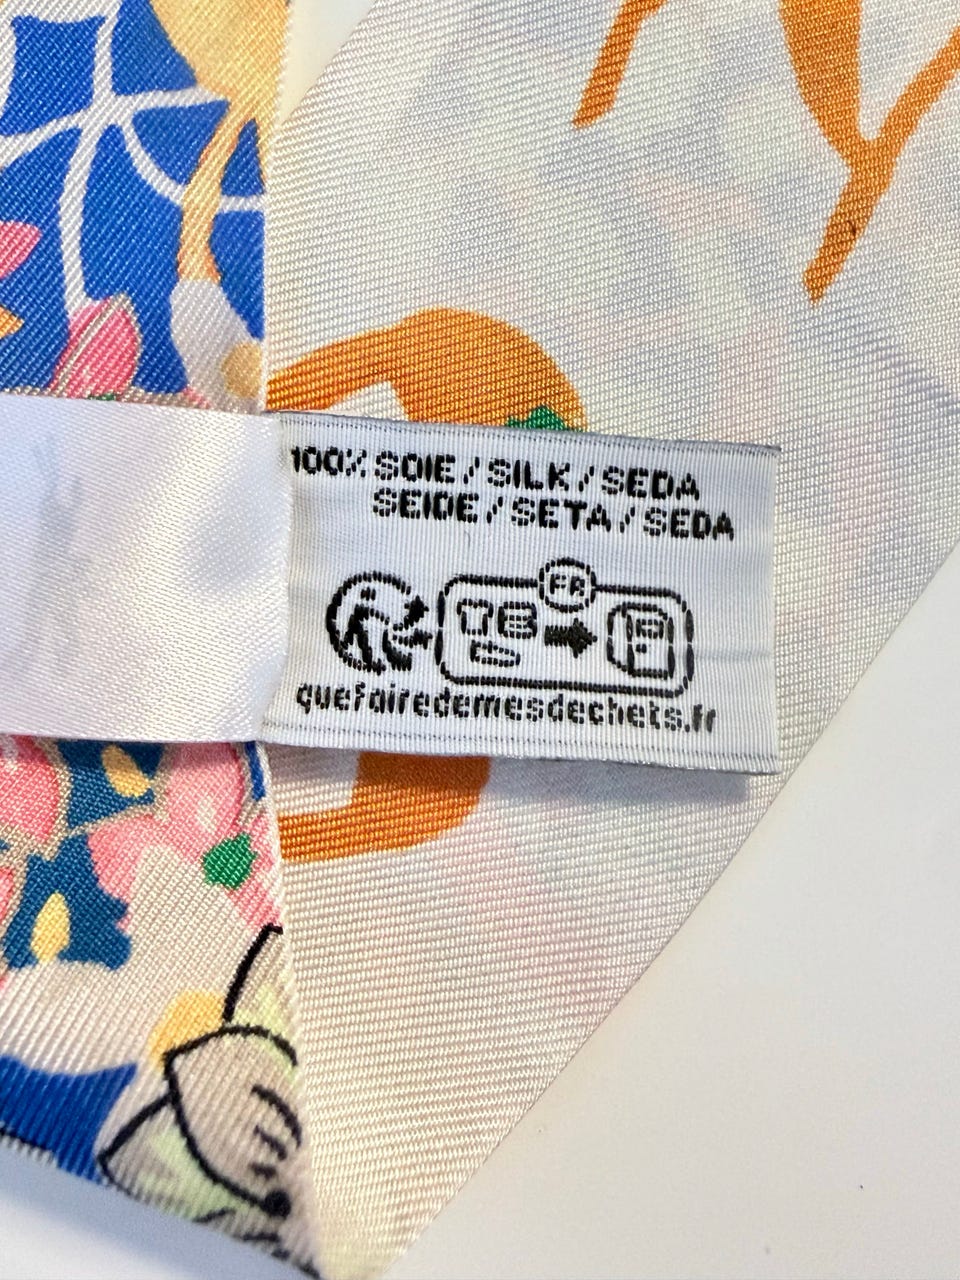 100% SOIE / SILK / SEDA
SEIDE / SETA / SEDA
FR
quefairedemesdechets.fr